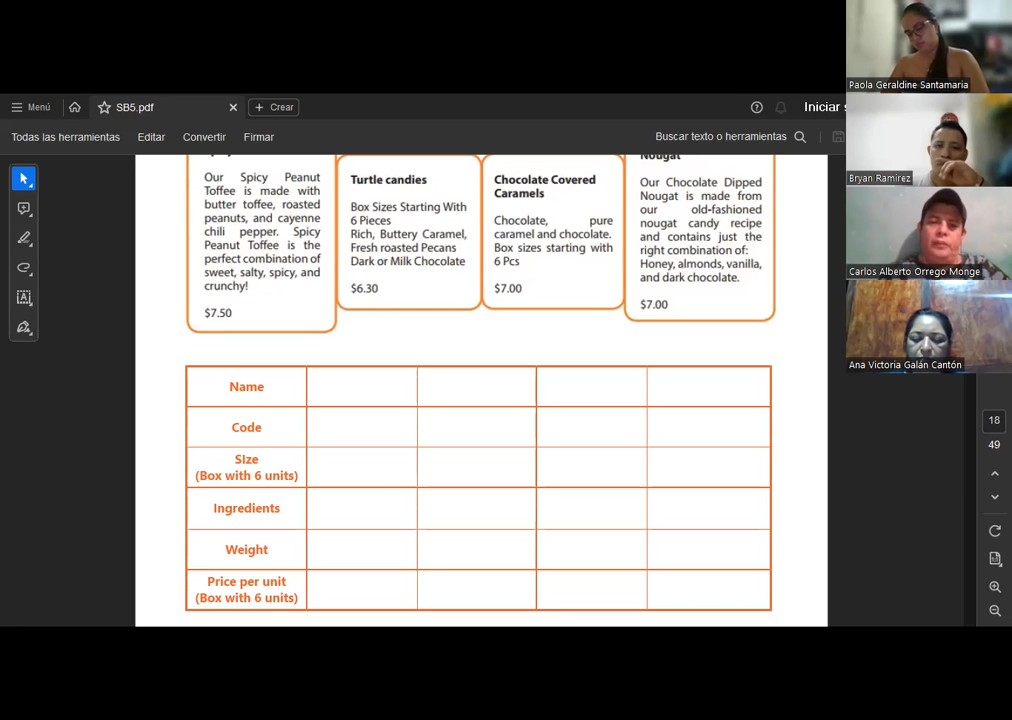 Menú
SB5.pdf
Crear
Iniciar s
Todas las herramientas
Editar
Convertir
Firmar
Buscar texto o herramientas
Our Spicy Peanut
Toffee is made with
butter toffee, roasted
peanuts, and cayenne
chili pepper. Spicy
Peanut Toffee is the
perfect combination of
sweet, salty, spicy, and
crunchy!
$7.50
Turtle candies
Box Sizes Starting With
6 Pieces
Rich, Buttery Caramel,
Fresh roasted Pecans
Dark or Milk Chocolate
$6.30
Chocolate Covered
Caramels
Chocolate, pure
caramel and chocolate.
Box sizes starting with
6 Pcs
$7.00
Nougat
Our Chocolate Dipped
Nougat is made from
our old-fashioned
nougat candy recipe
and contains just the
right combination of:
Honey, almonds, vanilla,
and dark chocolate.
$7.00
Name
Code
SIze
(Box with 6 units)
Ingredients
Weight
Price per unit
(Box with 6 units)
18
49
Paola Geraldine Santamaria
Bryan Ramirez
Carlos Alberto Orrego Monge
Ana Victoria Galán Cantón